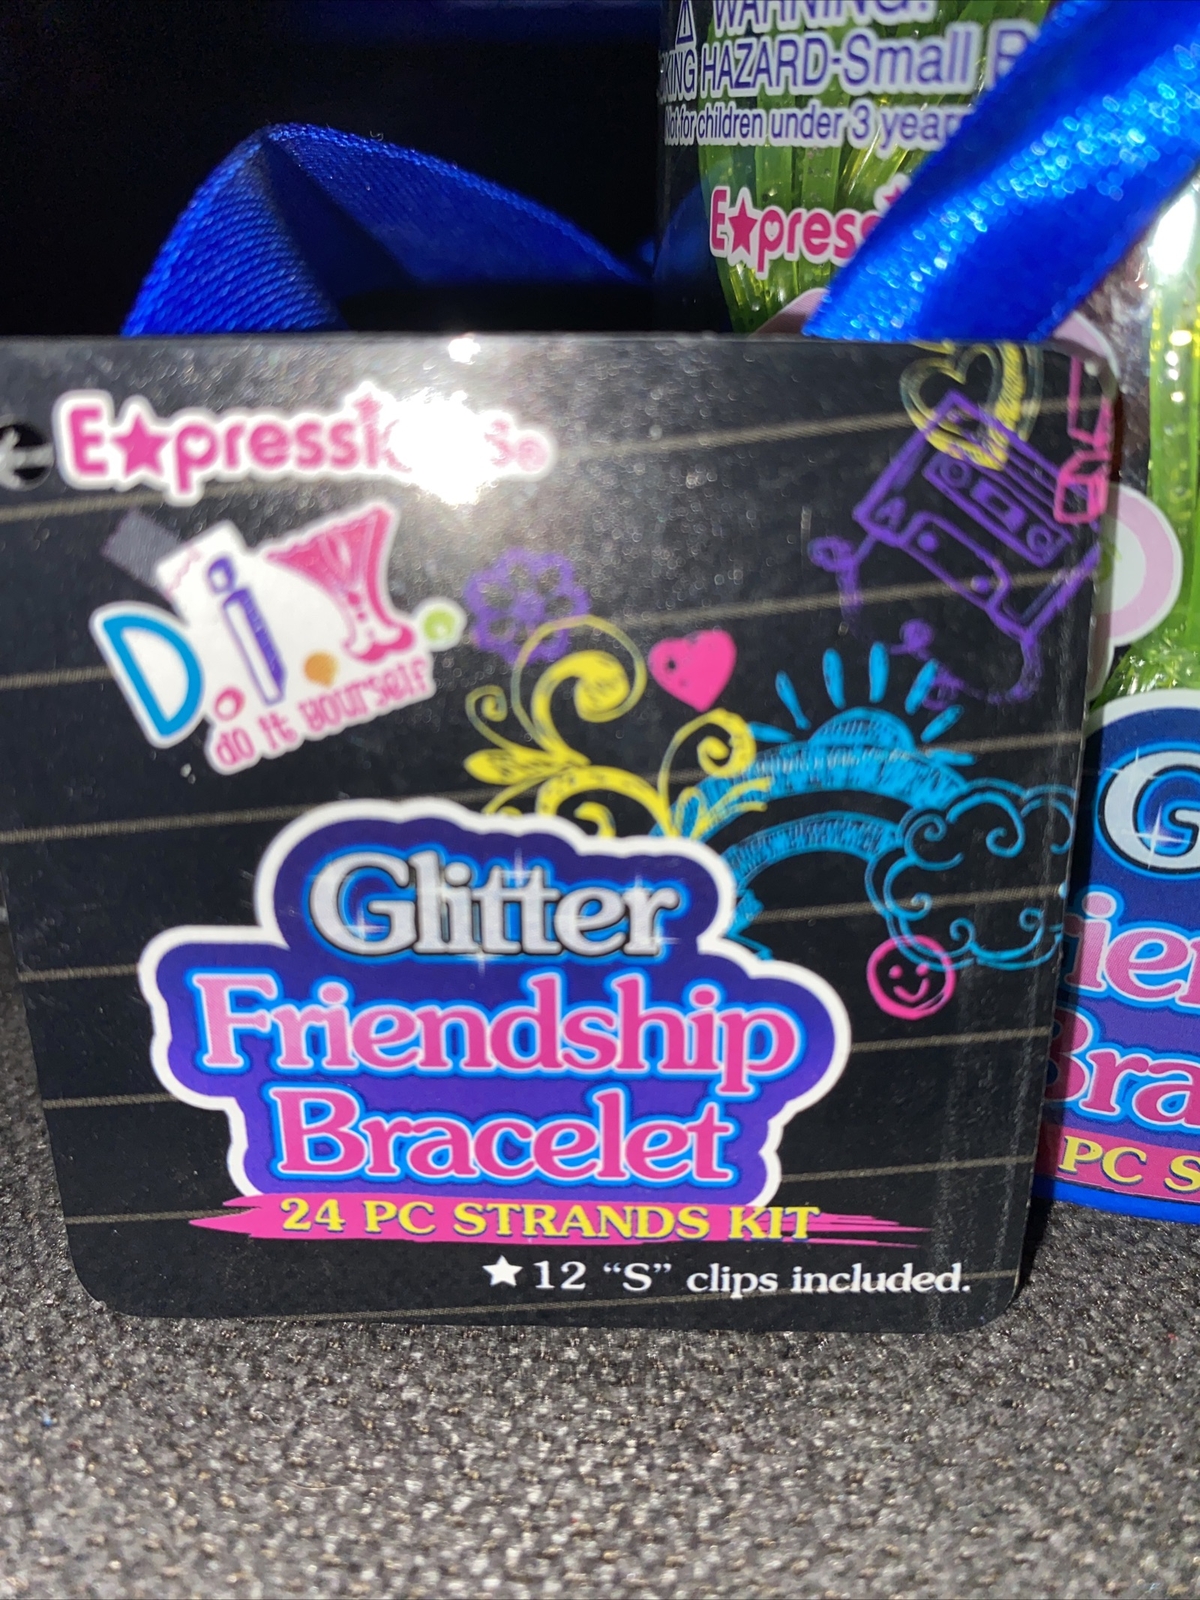 WARNING:
HAZARD-Small
Not for children under 3
D.I.Y.
do it yourself
Glitter
Friendship
Bracelet
24 PC STRANDS KIT
12 “S” clips included.
PC